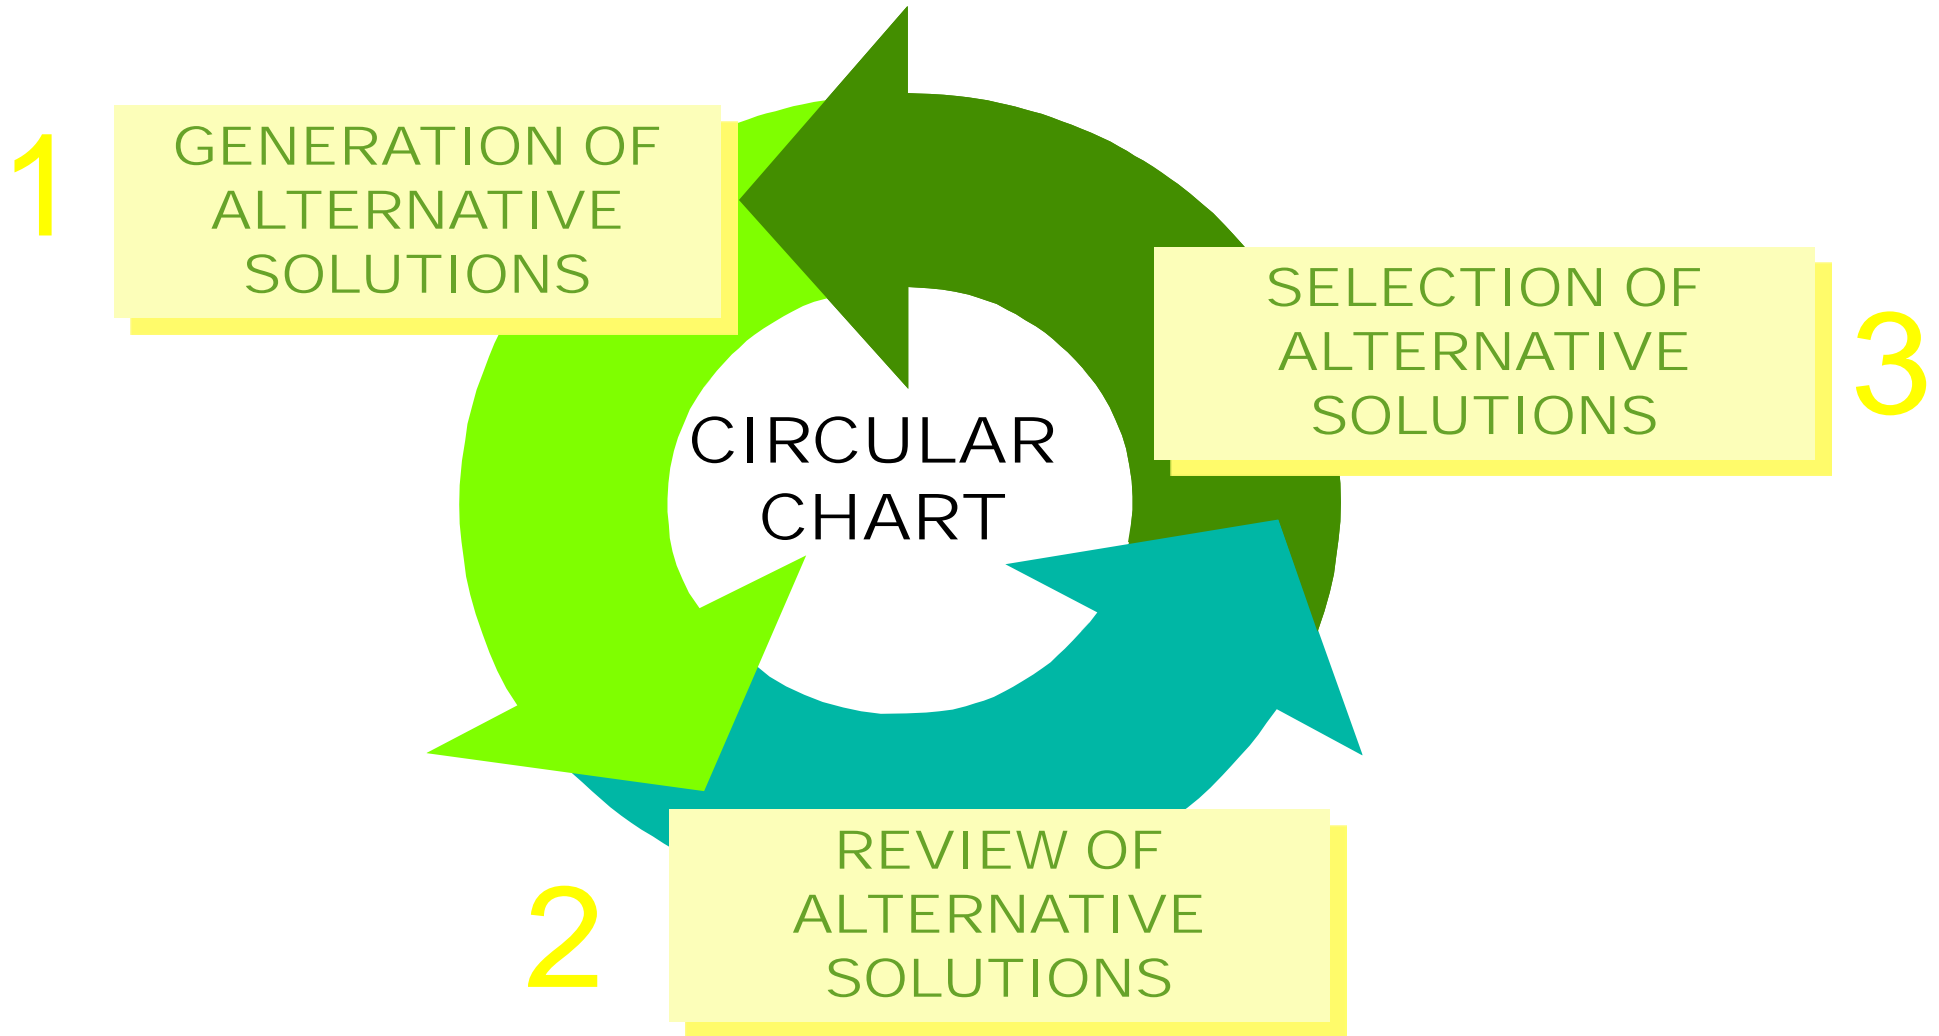 1
GENERATION OF
ALTERNATIVE
SOLUTIONS
SELECTION OF
ALTERNATIVE
SOLUTIONS
3
CIRCULAR
CHART
2
REVIEW OF
ALTERNATIVE
SOLUTIONS